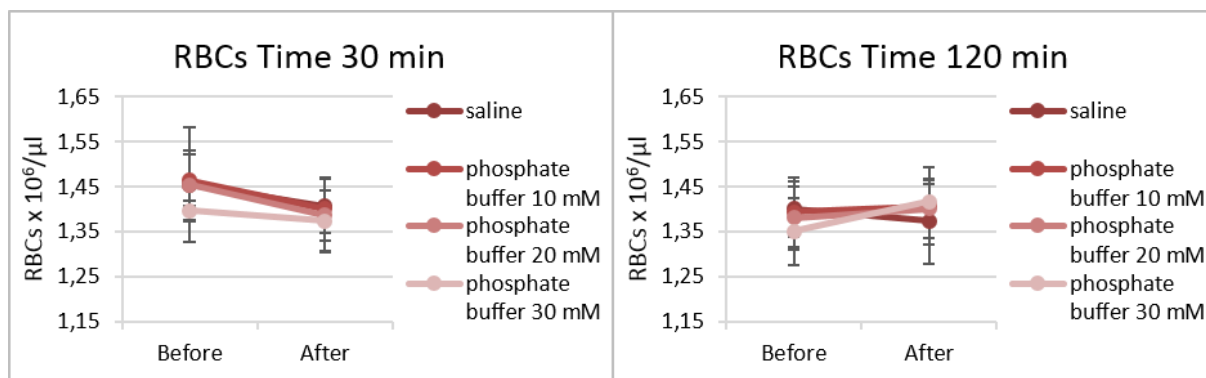 RBCs Time 30 min
RBCs x 10⁶/µl
1,65
1,55
1,45
1,35
1,25
1,15
Before
After
saline
phosphate
buffer 10 mM
phosphate
buffer 20 mM
phosphate
buffer 30 mM
RBCs Time 120 min
RBCs x 10⁶/µl
1,65
1,55
1,45
1,35
1,25
1,15
Before
After
saline
phosphate
buffer 10 mM
phosphate
buffer 20 mM
phosphate
buffer 30 mM